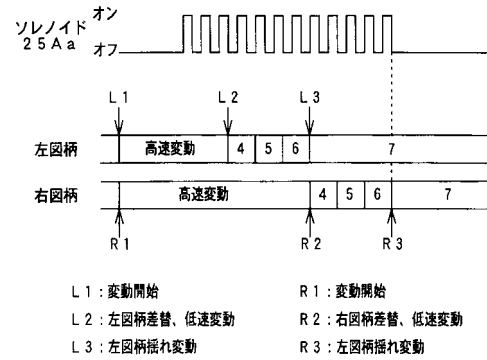 オン
ソレノイド
25Aa
オフ
L1 L2 L3
左図柄 高速変動 4 5 6 7
右図柄 高速変動 4 5 6 7
R1 R2 R3
L1:変動開始 R1:変動開始
L2:左図柄差替、低速変動 R2:右図柄差替、低速変動
L3:左図柄揺れ変動 R3:左図柄揺れ変動